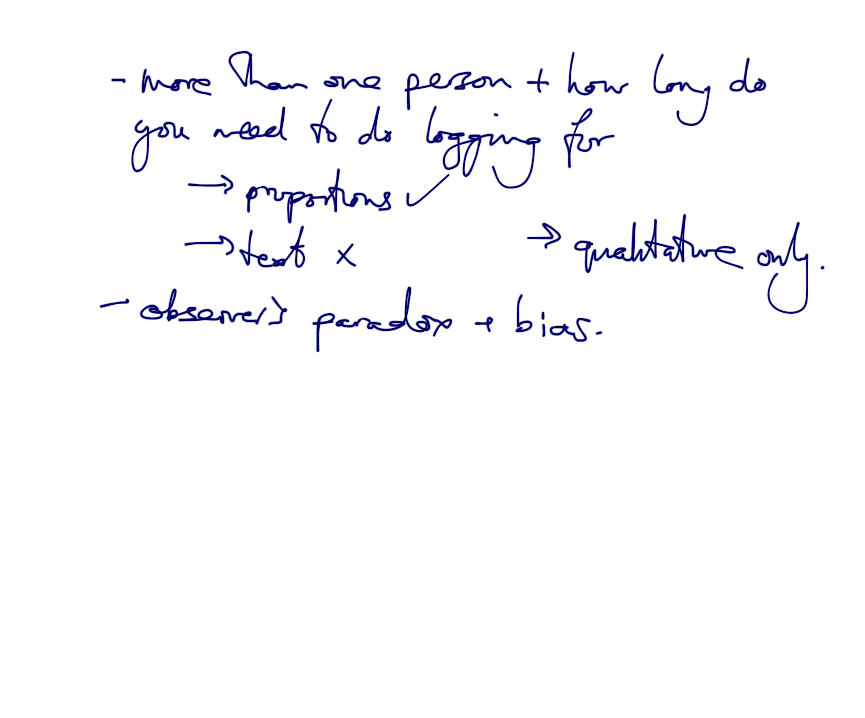 - more than one person + how long do
you need to do logging for
→ proportions ✓
→ text x → qualitative only.
- observer's paradox + bias.